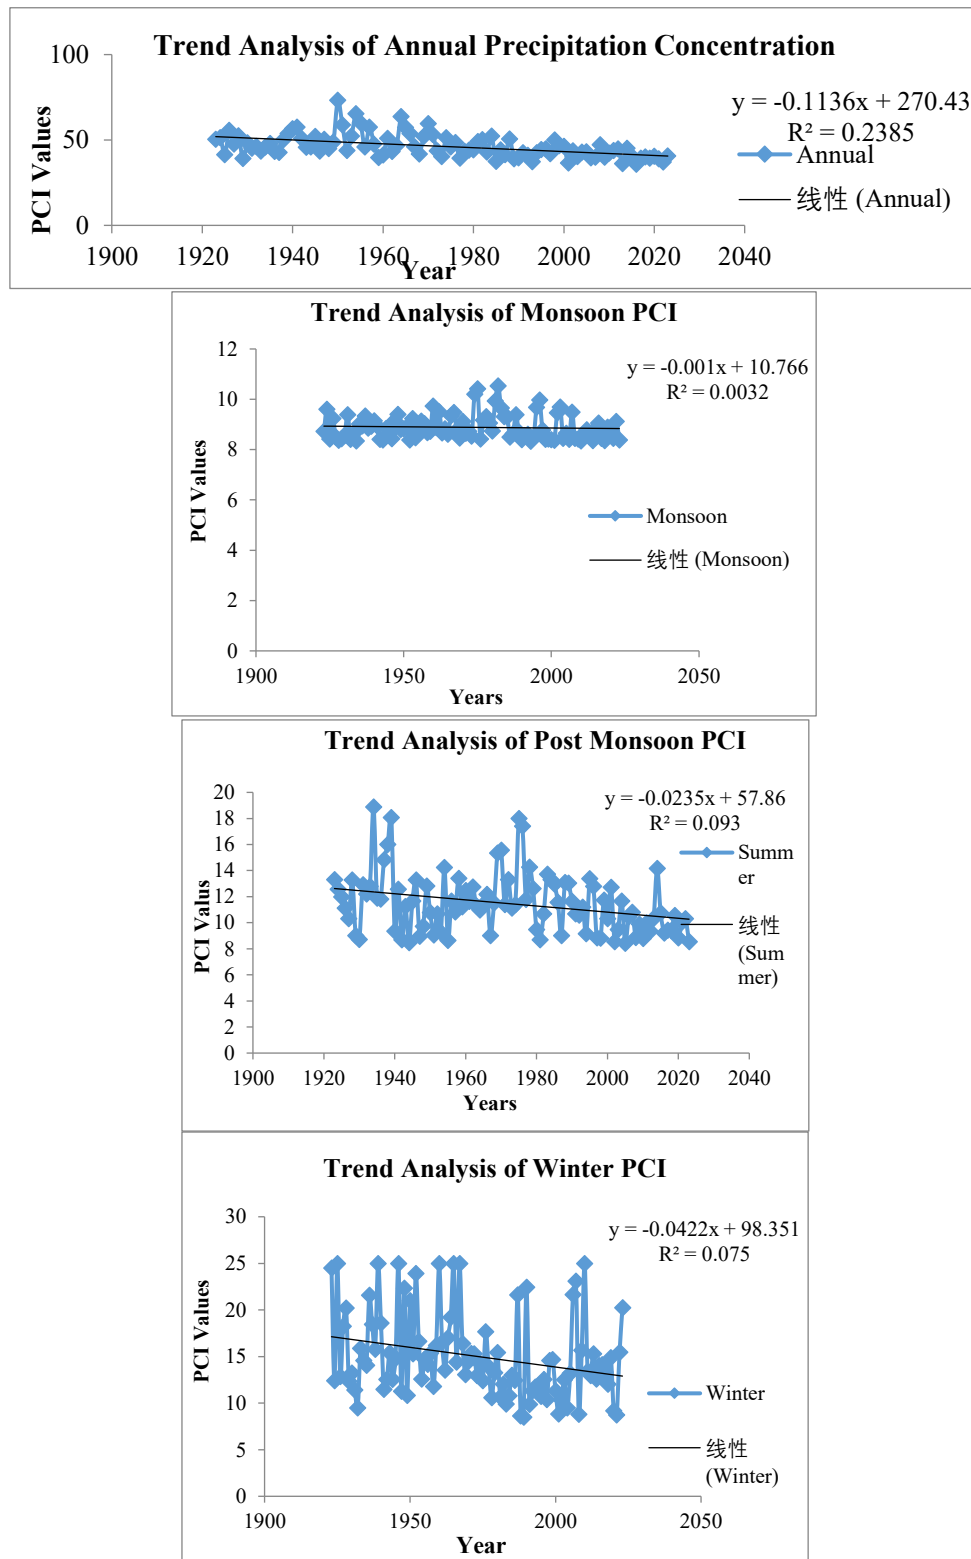 Trend Analysis of Annual Precipitation Concentration
100
50
0
PCI Values
y = -0.1136x + 270.43
R² = 0.2385
Annual
线性 (Annual)
1900 1920 1940 1960 1980 2000 2020 2040
Year
Trend Analysis of Monsoon PCI
12
10
8
6
4
2
0
PCI Values
y = -0.001x + 10.766
R² = 0.0032
Monsoon
线性 (Monsoon)
1900 1950 2000 2050
Years
Trend Analysis of Post Monsoon PCI
20
18
16
14
12
10
8
6
4
2
0
PCI Valus
y = -0.0235x + 57.86
R² = 0.093
Summ
er
线性
(Sum
mer)
1900 1920 1940 1960 1980 2000 2020 2040
Years
Trend Analysis of Winter PCI
30
25
20
15
10
5
0
PCI Values
y = -0.0422x + 98.351
R² = 0.075
Winter
线性
(Winter)
1900 1950 2000 2050
Year